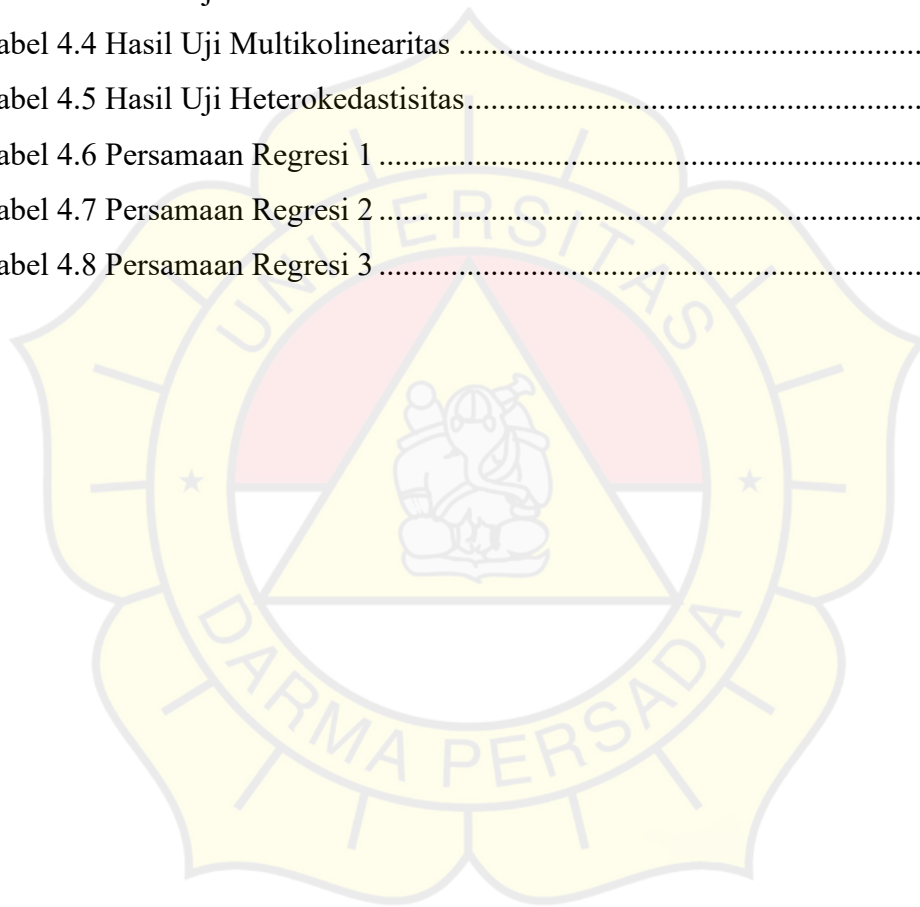 abel 4.4 Hasil Uji Multikolinearitas ................................................
abel 4.5 Hasil Uji Heterokedastisitas................................................
abel 4.6 Persamaan Regresi 1 ................................................
abel 4.7 Persamaan Regresi 2 ................................................
abel 4.8 Persamaan Regresi 3 ................................................
UNIVERSITAS
DARMA PERSADA